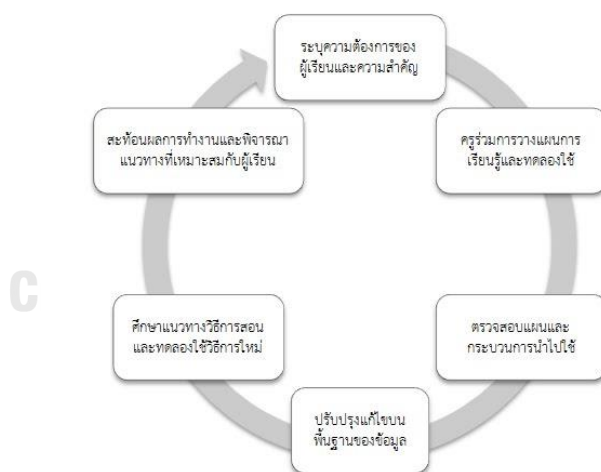 ระบุความต้องการของ
ผู้เรียนและความสำคัญ
ครูร่วมการวางแผนการ
เรียนรู้และทดลองใช้
ตรวจสอบแผนและ
กระบวนการนำไปใช้
ปรับปรุงแก้ไขบน
พื้นฐานของข้อมูล
ศึกษาแนวทางวิธีการสอน
และทดลองใช้วิธีการใหม่
สะท้อนผลการทำงานและพิจารณา
แนวทางที่เหมาะสมกับผู้เรียน
C